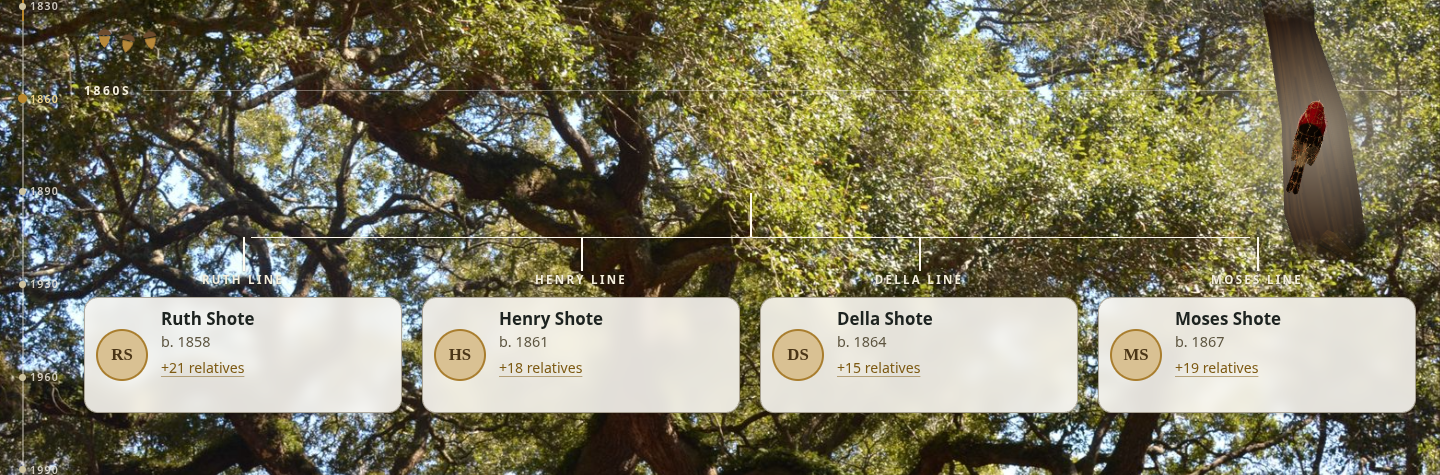 1830
1860S
1860
1890
RUTH LINE
HENRY LINE
DELLA LINE
MOSES LINE
1930
Ruth Shote
b. 1858
+21 relatives
RS
Henry Shote
b. 1861
+18 relatives
HS
Della Shote
b. 1864
+15 relatives
DS
Moses Shote
b. 1867
+19 relatives
MS
1960
1990